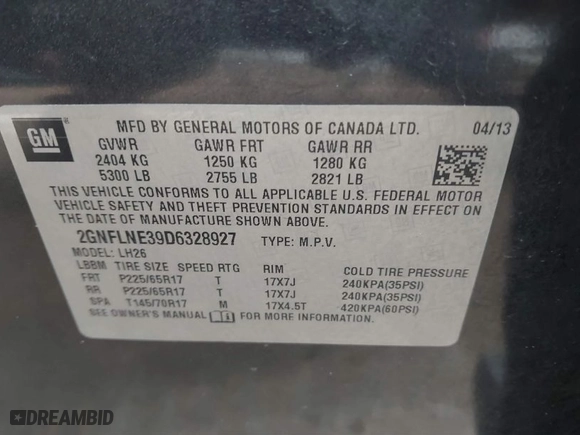 GM
MFD BY GENERAL MOTORS OF CANADA LTD. 04/13
GVWR GAWR FRT GAWR RR
2404 KG 1250 KG 1280 KG
5300 LB 2755 LB 2821 LB
THIS VEHICLE CONFORMS TO ALL APPLICABLE U.S. FEDERAL MOTOR
VEHICLE SAFETY AND THEFT PREVENTION STANDARDS IN EFFECT ON
THE DATE OF MANUFACTURE SHOWN ABOVE.
2GNFLNE39D6328927 TYPE: M.P.V.
MODEL: LH26
LBBM TIRE SIZE SPEED RTG RIM COLD TIRE PRESSURE
FRT P225/65R17 T 17X7J 240KPA(35PSI)
RR P225/65R17 T 17X7J 240KPA(35PSI)
SPA T145/70R17 M 17X4.5T 420KPA(60PSI)
SEE OWNER'S MANUAL FOR MORE INFORMATION
DREAMBID